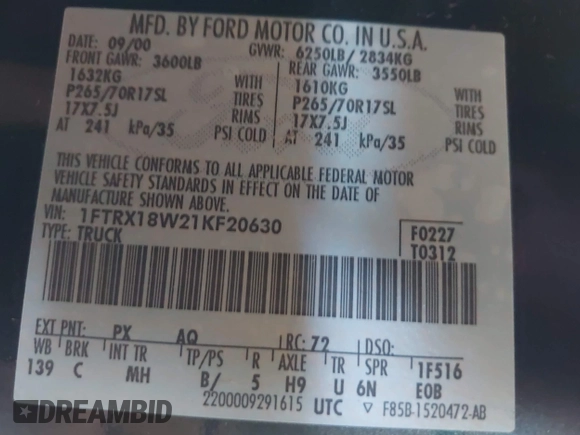 MFD. BY FORD MOTOR CO. IN U.S.A.
DATE: 09/00 GVWR: 6250LB/ 2834KG
FRONT GAWR: 3600LB REAR GAWR: 3550LB
1632KG WITH 1610KG WITH
P265/70R17SL TIRES P265/70R17SL TIRES
17X7.5J RIMS 17X7.5J RIMS
AT 241 kPa/35 PSI COLD AT 241 kPa/35 PSI COLD
THIS VEHICLE CONFORMS TO ALL APPLICABLE FEDERAL MOTOR
VEHICLE SAFETY STANDARDS IN EFFECT ON THE DATE OF
MANUFACTURE SHOWN ABOVE.
VIN: 1FTRX18W21KF20630 F0227
TYPE: TRUCK T0312
EXT PNT: PX AQ RC: 72 DSO:
WB BRK INT TR TP/PS R AXLE TR SPR 1F516
139 C MH B/ 5 H9 U 6N EOB
2200009291615 UTC ▽ F85B-1520472-AB
DREAMBID